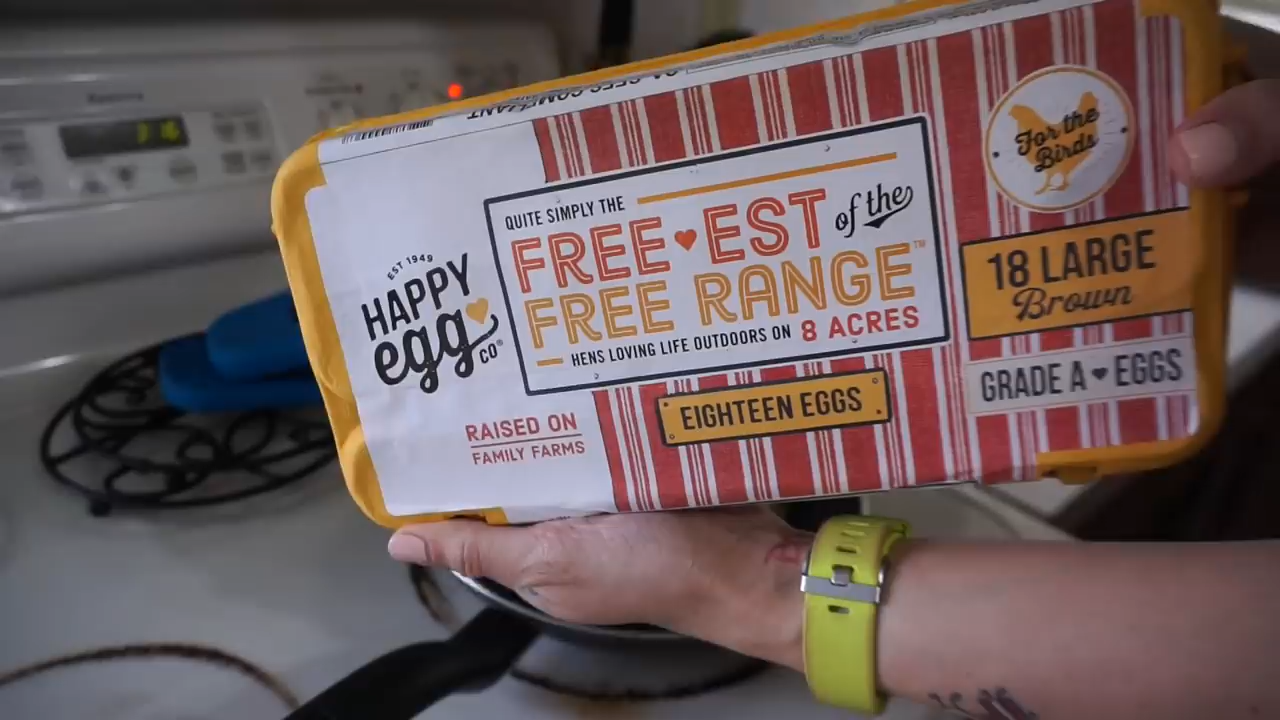 EST 1949
HAPPY
egg
CO®
RAISED ON
FAMILY FARMS
QUITE SIMPLY THE
FREE♥EST of the
FREE RANGE™
HENS LOVING LIFE OUTDOORS ON 8 ACRES
EIGHTEEN EGGS
For the
Birds
18 LARGE
Brown
GRADE A ♥ EGGS